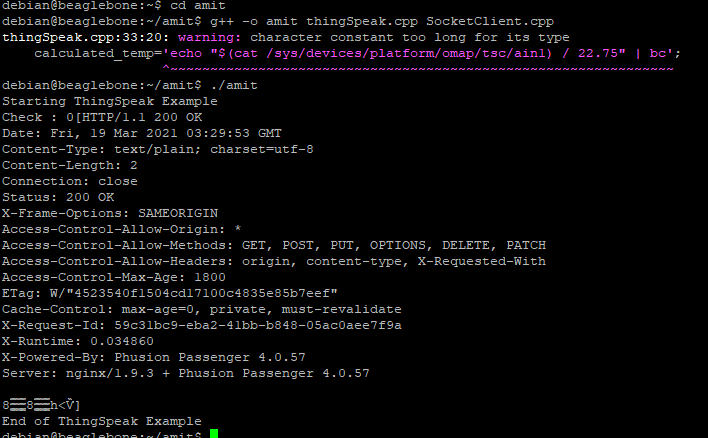 debian@beaglebone:~$ cd amit
debian@beaglebone:~/amit$ g++ -o amit thingSpeak.cpp SocketClient.cpp
thingSpeak.cpp:33:20: warning: character constant too long for its type
calculated_temp='echo "$(cat /sys/devices/platform/omap/tsc/ain1) / 22.75" | bc';
^~~~~~~~~~~~~~~~~~~~~~~~~~~~~~~~~~~~~~~~~~~~~~~~~~~~~~~~~~~~~~~~~
debian@beaglebone:~/amit$ ./amit
Starting ThingSpeak Example
Check : 0[HTTP/1.1 200 OK
Date: Fri, 19 Mar 2021 03:29:53 GMT
Content-Type: text/plain; charset=utf-8
Content-Length: 2
Connection: close
Status: 200 OK
X-Frame-Options: SAMEORIGIN
Access-Control-Allow-Origin: *
Access-Control-Allow-Methods: GET, POST, PUT, OPTIONS, DELETE, PATCH
Access-Control-Allow-Headers: origin, content-type, X-Requested-With
Access-Control-Max-Age: 1800
ETag: W/"4523540f1504cd17100c4835e85b7eef"
Cache-Control: max-age=0, private, must-revalidate
X-Request-Id: 59c31bc9-eba2-41bb-b848-05ac0aee7f9a
X-Runtime: 0.034860
X-Powered-By: Phusion Passenger 4.0.57
Server: nginx/1.9.3 + Phusion Passenger 4.0.57
End of ThingSpeak Example
debian@beaglebone:~/amit$